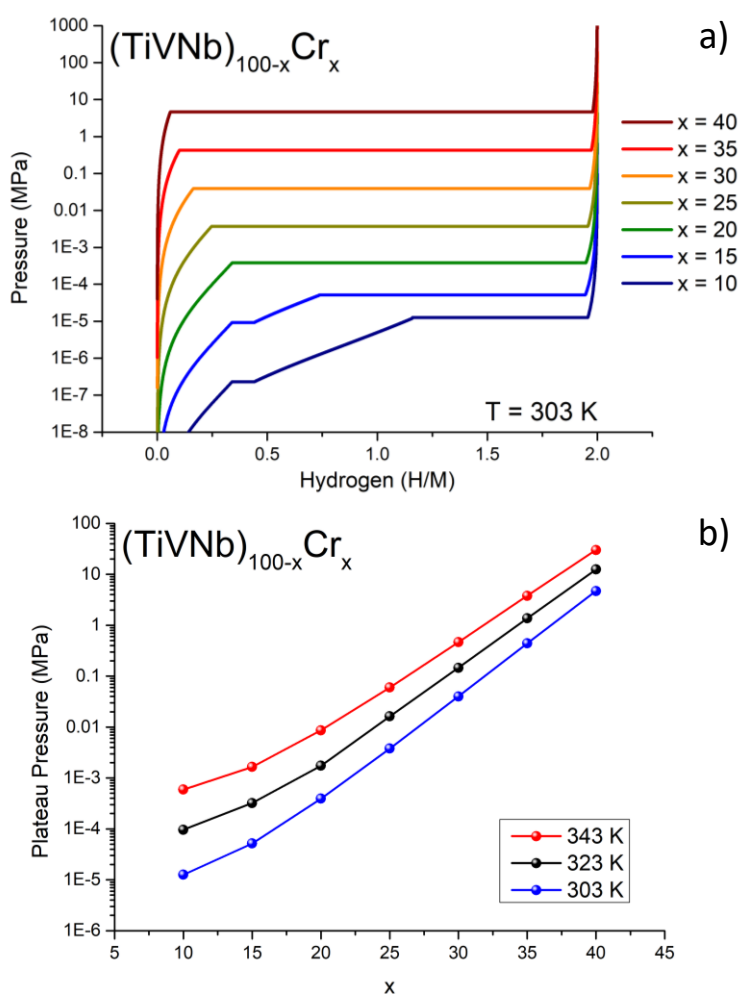 a)
(TiVNb)100-xCrx
1000
100
10
1
0.1
0.01
1E-3
1E-4
1E-5
1E-6
1E-7
1E-8
Pressure (MPa)
x = 40
x = 35
x = 30
x = 25
x = 20
x = 15
x = 10
T = 303 K
0.0 0.5 1.0 1.5 2.0
Hydrogen (H/M)
b)
(TiVNb)100-xCrx
100
10
1
0.1
0.01
1E-3
1E-4
1E-5
1E-6
Plateau Pressure (MPa)
343 K
323 K
303 K
5 10 15 20 25 30 35 40 45
x